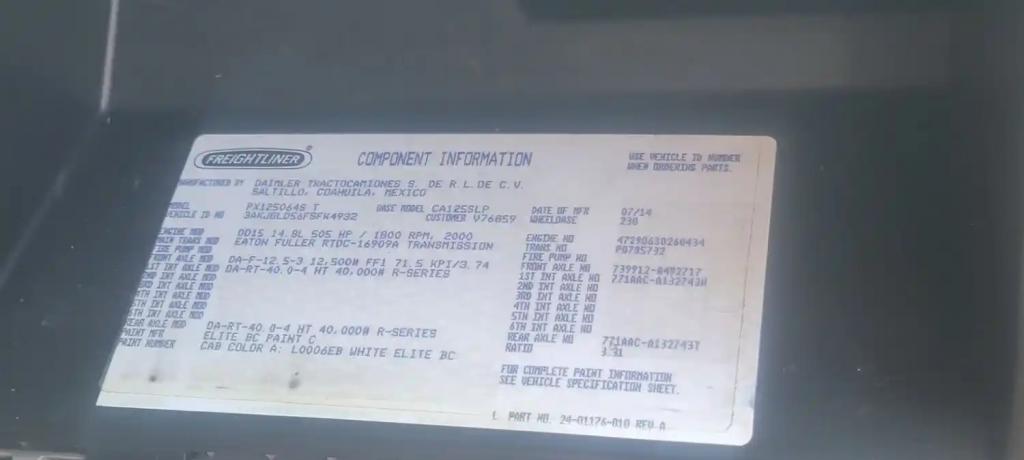 FREIGHTLINER
COMPONENT INFORMATION
USE VEHICLE ID NUMBER
WHEN ORDERING PARTS.
MANUFACTURED BY DAIMLER TRACTOCAMIONES S. DE R.L.DE C.V.
SALTILLO, COAHUILA, MEXICO
MODEL PX125064S T BASE MODEL CA125SLP DATE OF MFR 07/14
VEHICLE ID NO 3AKJGLD56FSFK4932 CUSTOMER V76859 WHEELBASE 230
ENGINE MOD DD15 14.8L 505 HP / 1800 RPM, 2000 ENGINE NO 47290630260434
MAIN TRANS MOD EATON FULLER RTDC-16909A TRANSMISSION TRANS NO P0795732
FIRE PUMP MOD FIRE PUMP NO
FRONT AXLE MOD DA-F-12.5-3 12,500# FF1 71.5 KPI/3.74 FRONT AXLE NO 739912-A492717
1ST INT AXLE MOD DA-RT-40.0-4 HT 40,000# R-SERIES 1ST INT AXLE NO 771AAC-A132743H
2ND INT AXLE MOD 2ND INT AXLE NO
3RD INT AXLE MOD 3RD INT AXLE NO
4TH INT AXLE MOD 4TH INT AXLE NO
5TH INT AXLE MOD 5TH INT AXLE NO
6TH INT AXLE MOD 6TH INT AXLE NO
REAR AXLE MOD DA-RT-40.0-4 HT 40,000# R-SERIES REAR AXLE NO 771AAC-A132743T
PAINT MFR ELITE BC PAINT C RATIO 3.31
PAINT NUMBER CAB COLOR A: L0006EB WHITE ELITE BC
FOR COMPLETE PAINT INFORMATION
SEE VEHICLE SPECIFICATION SHEET.
PART NO. 24-01176-010 REV A